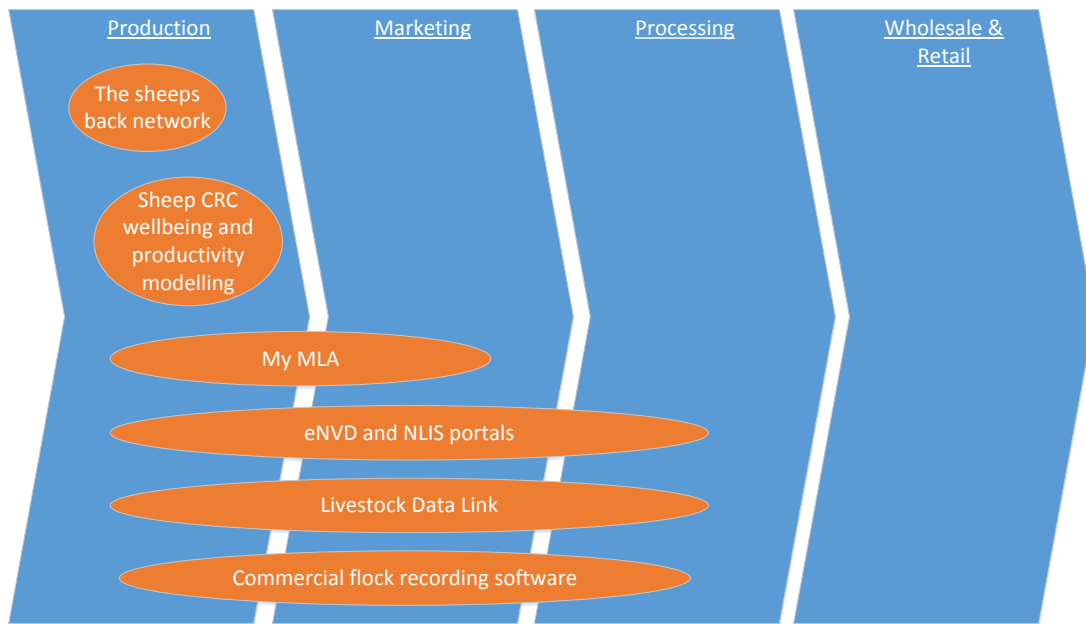 Production
Marketing
Processing
Wholesale &
Retail
The sheeps
back network
Sheep CRC
wellbeing and
productivity
modelling
My MLA
eNVD and NLIS portals
Livestock Data Link
Commercial flock recording software